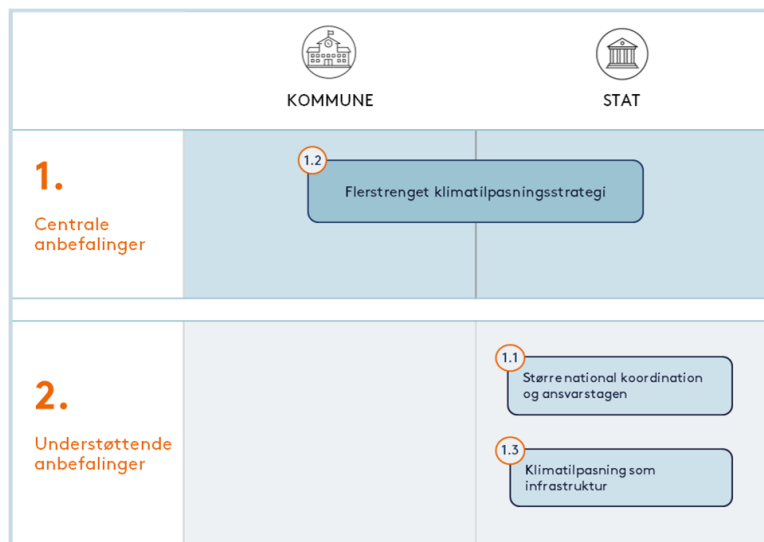 KOMMUNE
STAT
1.
Centrale
anbefalinger
1.2
Flerstrenget klimatilpasningsstrategi
2.
Understøttende
anbefalinger
1.1
Større national koordination
og ansvarstagen
1.3
Klimatilpasning som
infrastruktur